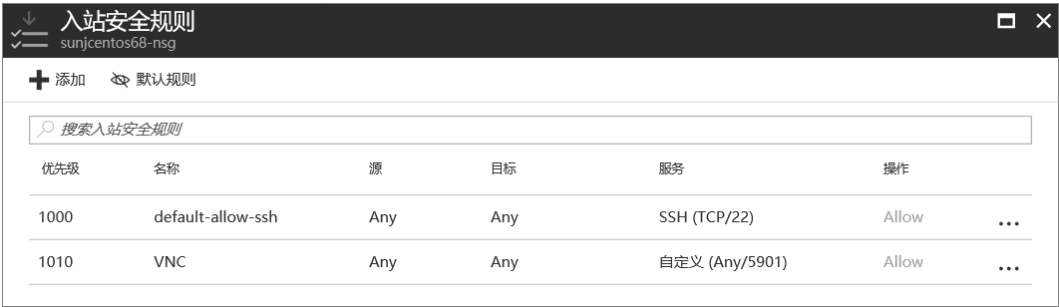 入站安全规则
sunjcentos68-nsg
添加 默认规则
搜索入站安全规则
优先级 名称 源 目标 服务 操作
1000 default-allow-ssh Any Any SSH (TCP/22) Allow ...
1010 VNC Any Any 自定义 (Any/5901) Allow ...